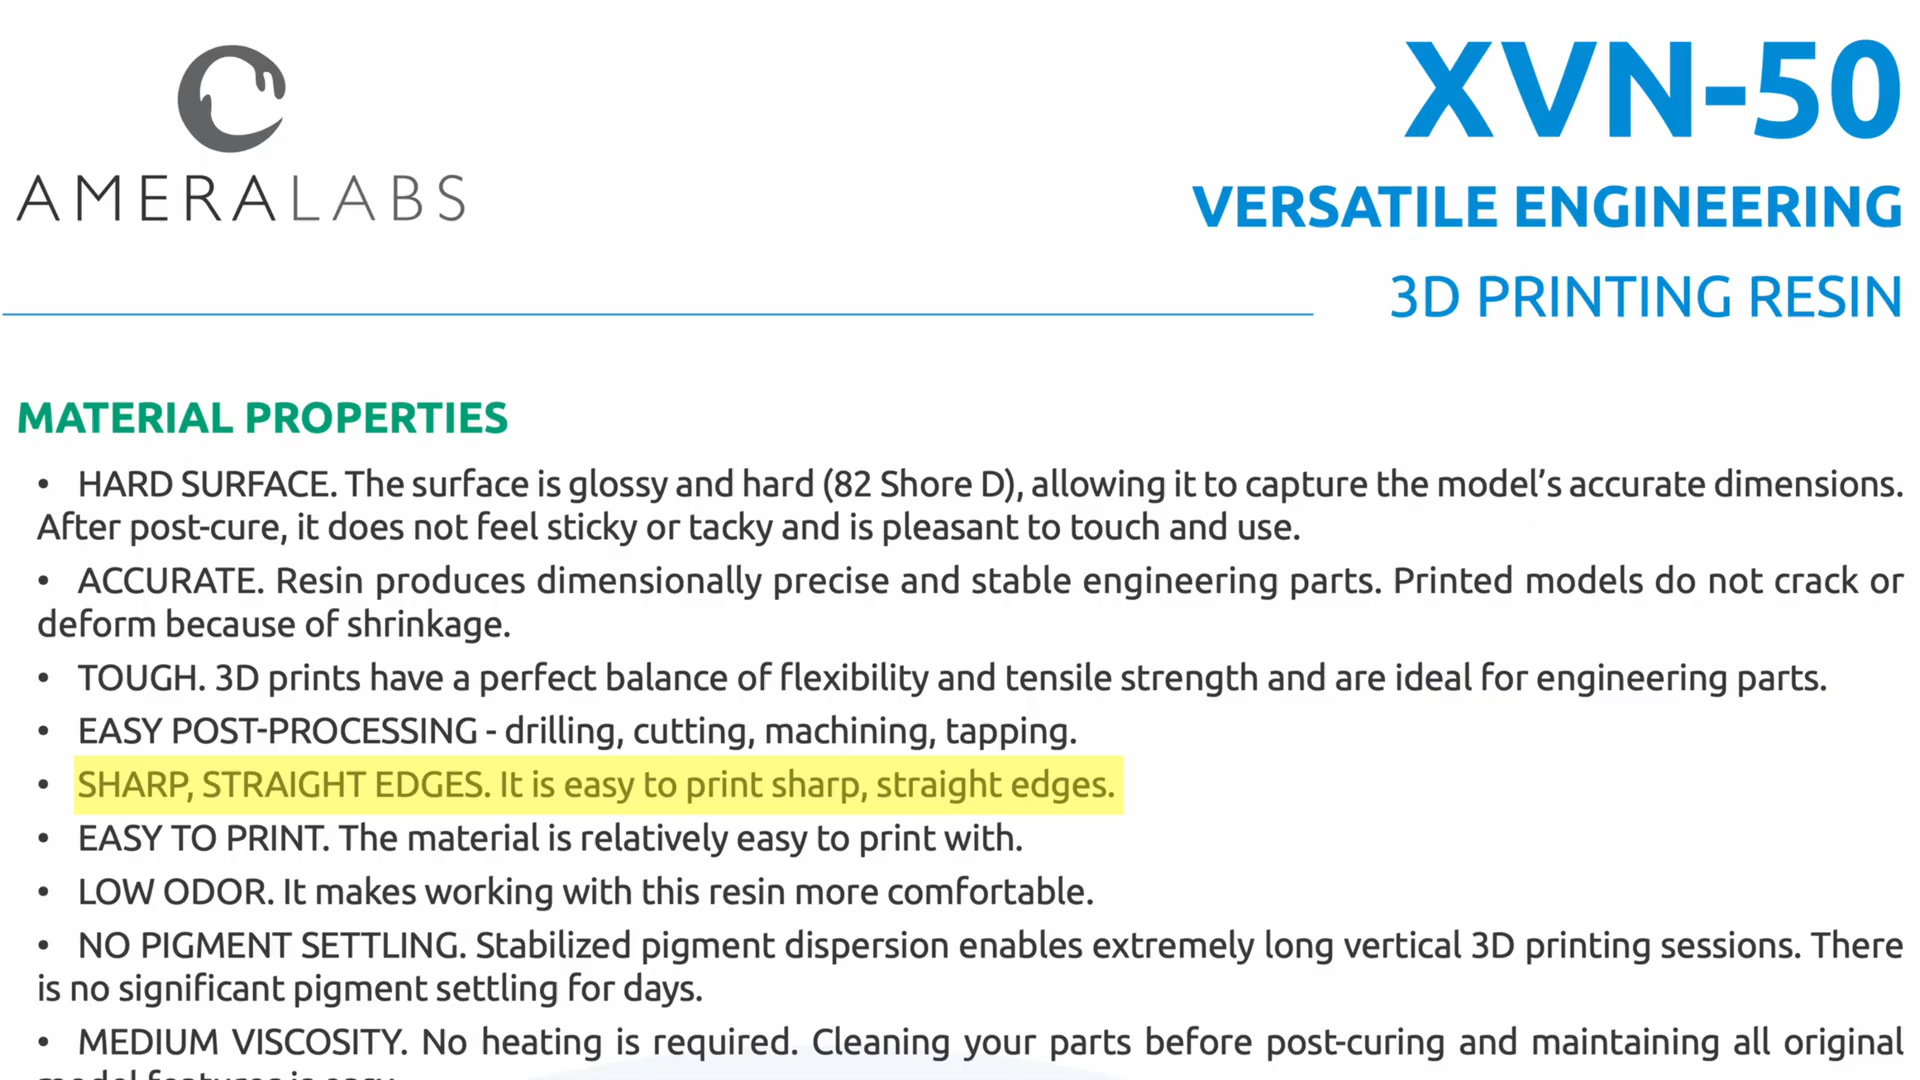 AMERALABS
XVN-50
VERSATILE ENGINEERING
3D PRINTING RESIN
MATERIAL PROPERTIES
• HARD SURFACE. The surface is glossy and hard (82 Shore D), allowing it to capture the model’s accurate dimensions.
After post-cure, it does not feel sticky or tacky and is pleasant to touch and use.
• ACCURATE. Resin produces dimensionally precise and stable engineering parts. Printed models do not crack or
deform because of shrinkage.
• TOUGH. 3D prints have a perfect balance of flexibility and tensile strength and are ideal for engineering parts.
• EASY POST-PROCESSING - drilling, cutting, machining, tapping.
• SHARP, STRAIGHT EDGES. It is easy to print sharp, straight edges.
• EASY TO PRINT. The material is relatively easy to print with.
• LOW ODOR. It makes working with this resin more comfortable.
• NO PIGMENT SETTLING. Stabilized pigment dispersion enables extremely long vertical 3D printing sessions. There
is no significant pigment settling for days.
• MEDIUM VISCOSITY. No heating is required. Cleaning your parts before post-curing and maintaining all original
model features is easy.